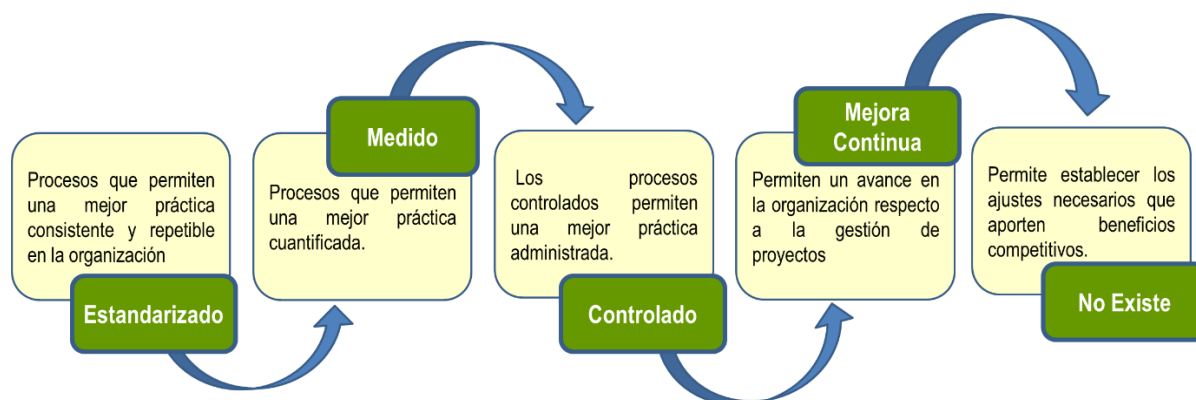 Procesos que permiten
una mejor práctica
consistente y repetible
en la organización
Estandarizado
Medido
Procesos que permiten
una mejor práctica
cuantificada.
Los procesos
controlados permiten
una mejor práctica
administrada.
Controlado
Mejora
Continua
Permiten un avance en
la organización respecto
a la gestión de
proyectos
Permite establecer los
ajustes necesarios que
aporten beneficios
competitivos.
No Existe